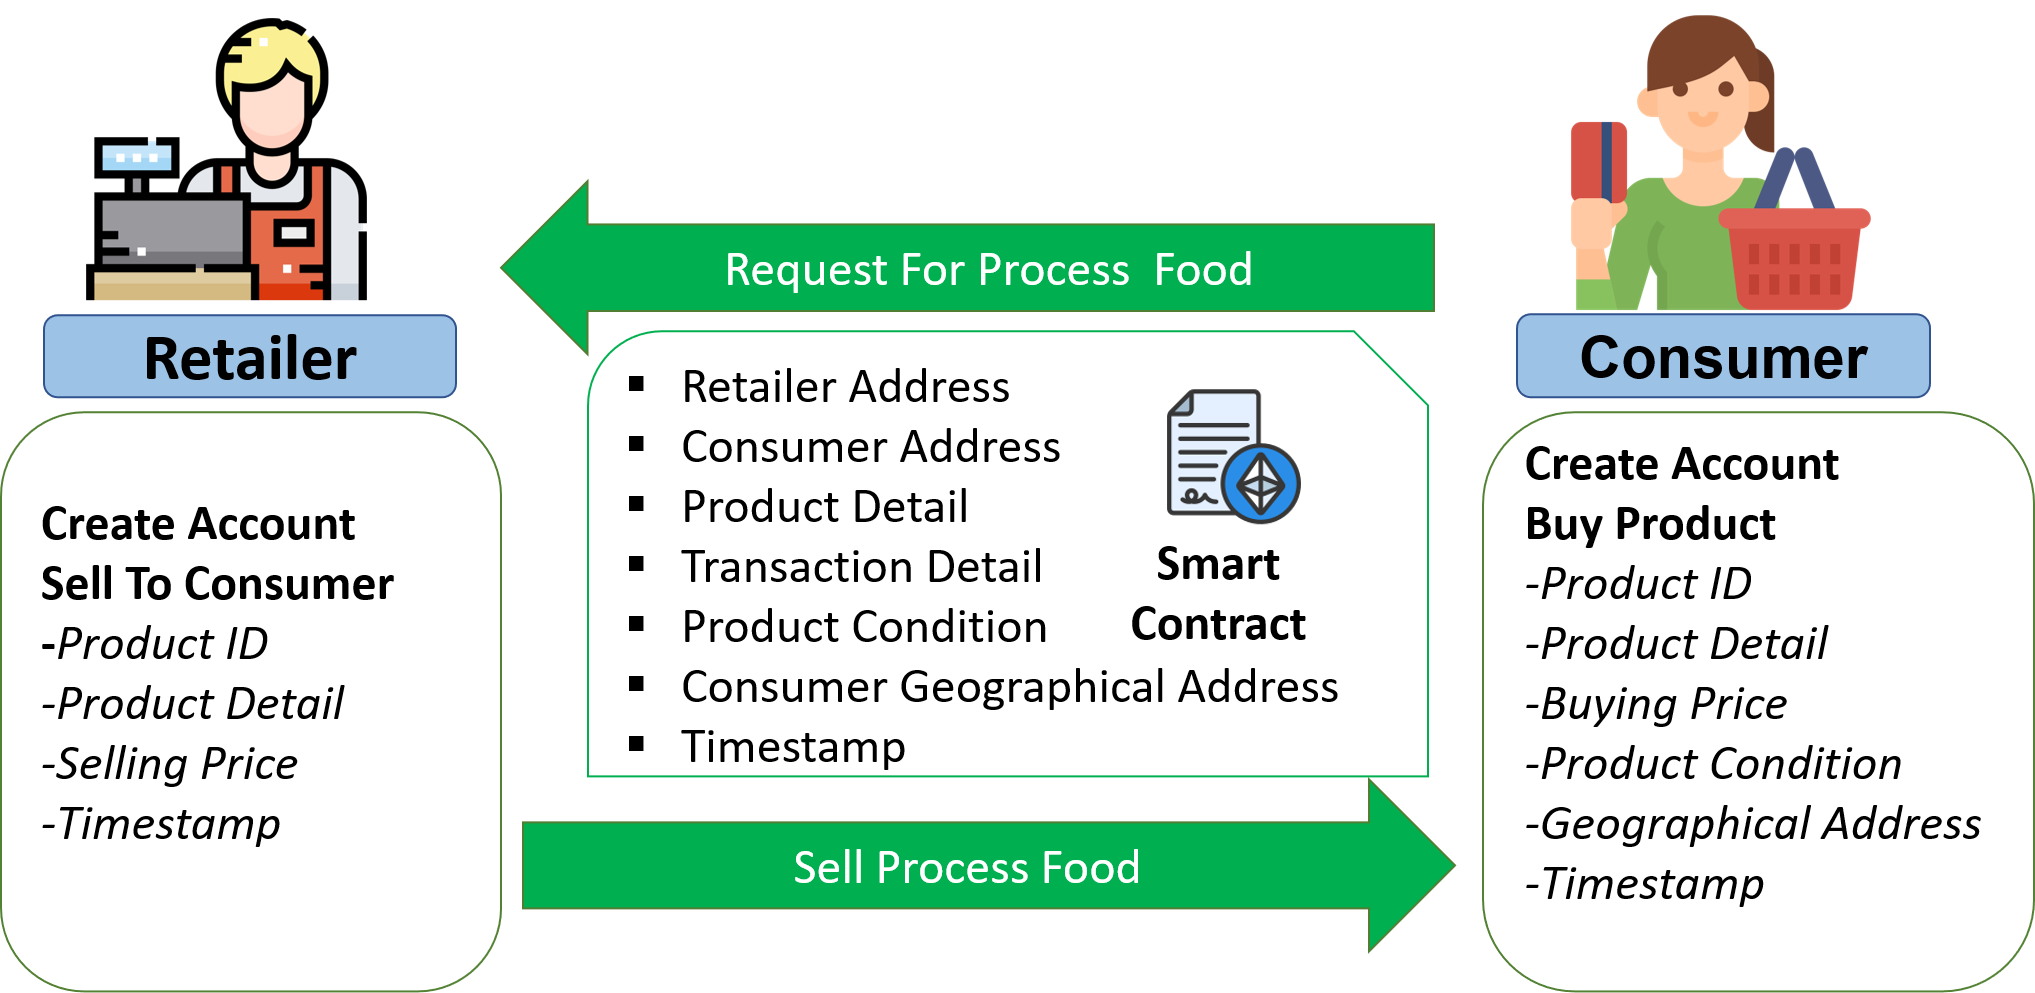 Request For Process  Food
Retailer
Consumer
Create Account
Sell To Consumer
-Product ID
-Product Detail
-Selling Price
-Timestamp
▪ Retailer Address
▪ Consumer Address
▪ Product Detail
▪ Transaction Detail
▪ Product Condition
▪ Consumer Geographical Address
▪ Timestamp
Smart
Contract
Sell Process Food
Create Account
Buy Product
-Product ID
-Product Detail
-Buying Price
-Product Condition
-Geographical Address
-Timestamp